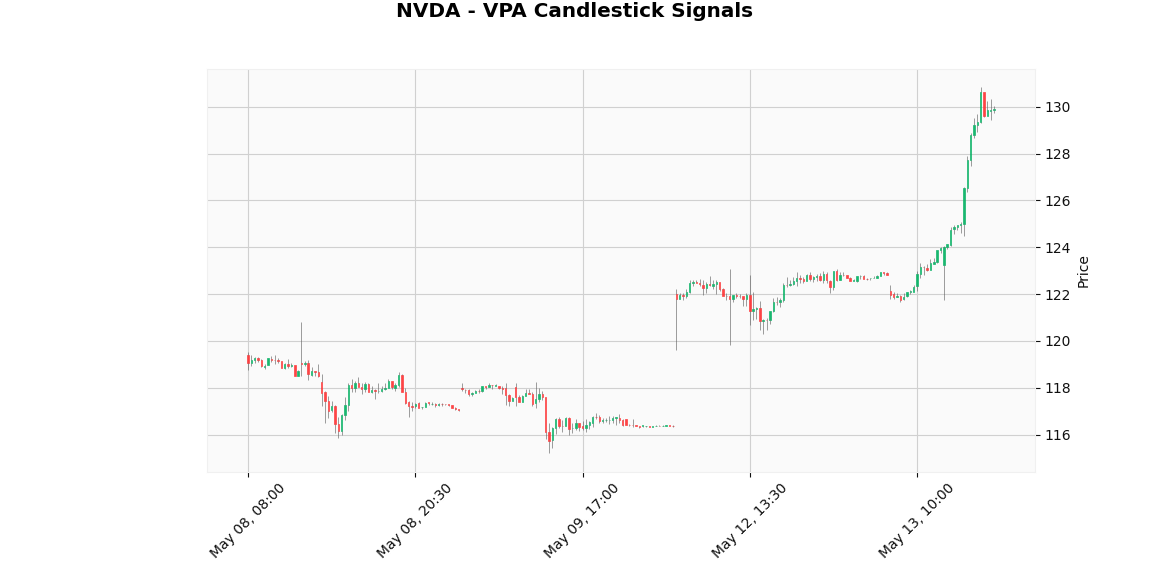 NVDA - VPA Candlestick Signals
130
128
126
124
122
120
118
116
Price
May 08, 08:00
May 08, 20:30
May 09, 17:00
May 12, 13:30
May 13, 10:00